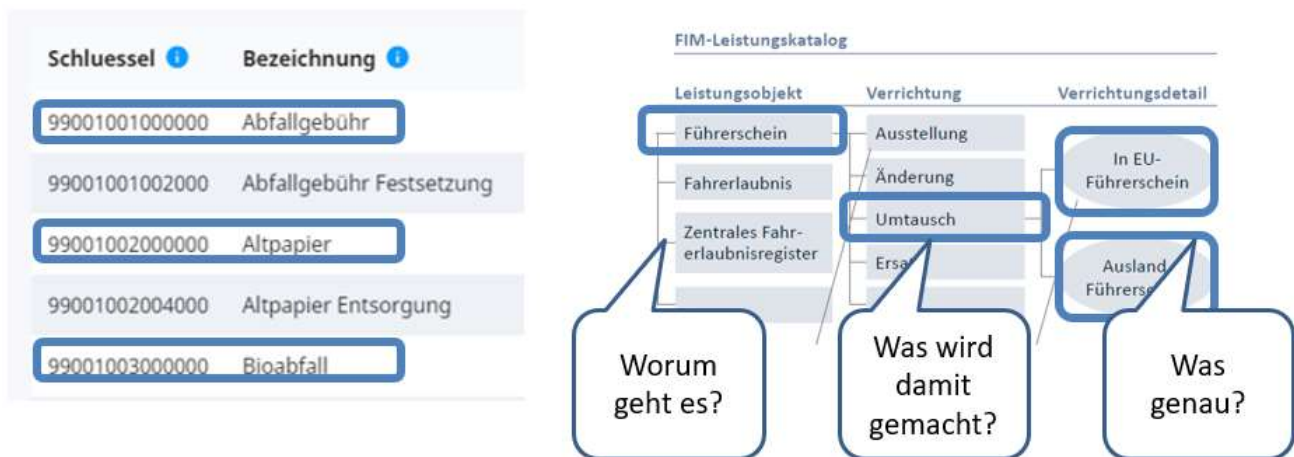 Schluessel Bezeichnung
99001001000000 Abfallgebühr
99001001002000 Abfallgebühr Festsetzung
99001002000000 Altpapier
99001002004000 Altpapier Entsorgung
99001003000000 Bioabfall
FIM-Leistungskatalog
Leistungsobjekt Verrichtung Verrichtungsdetail
Führerschein
Fahrerlaubnis
Zentrales Fahr-
erlaubnisregister
Ausstellung
Änderung
Umtausch
In EU-
Führerschein
Ausland
Worum
geht es?
Was wird
damit
gemacht?
Was
genau?